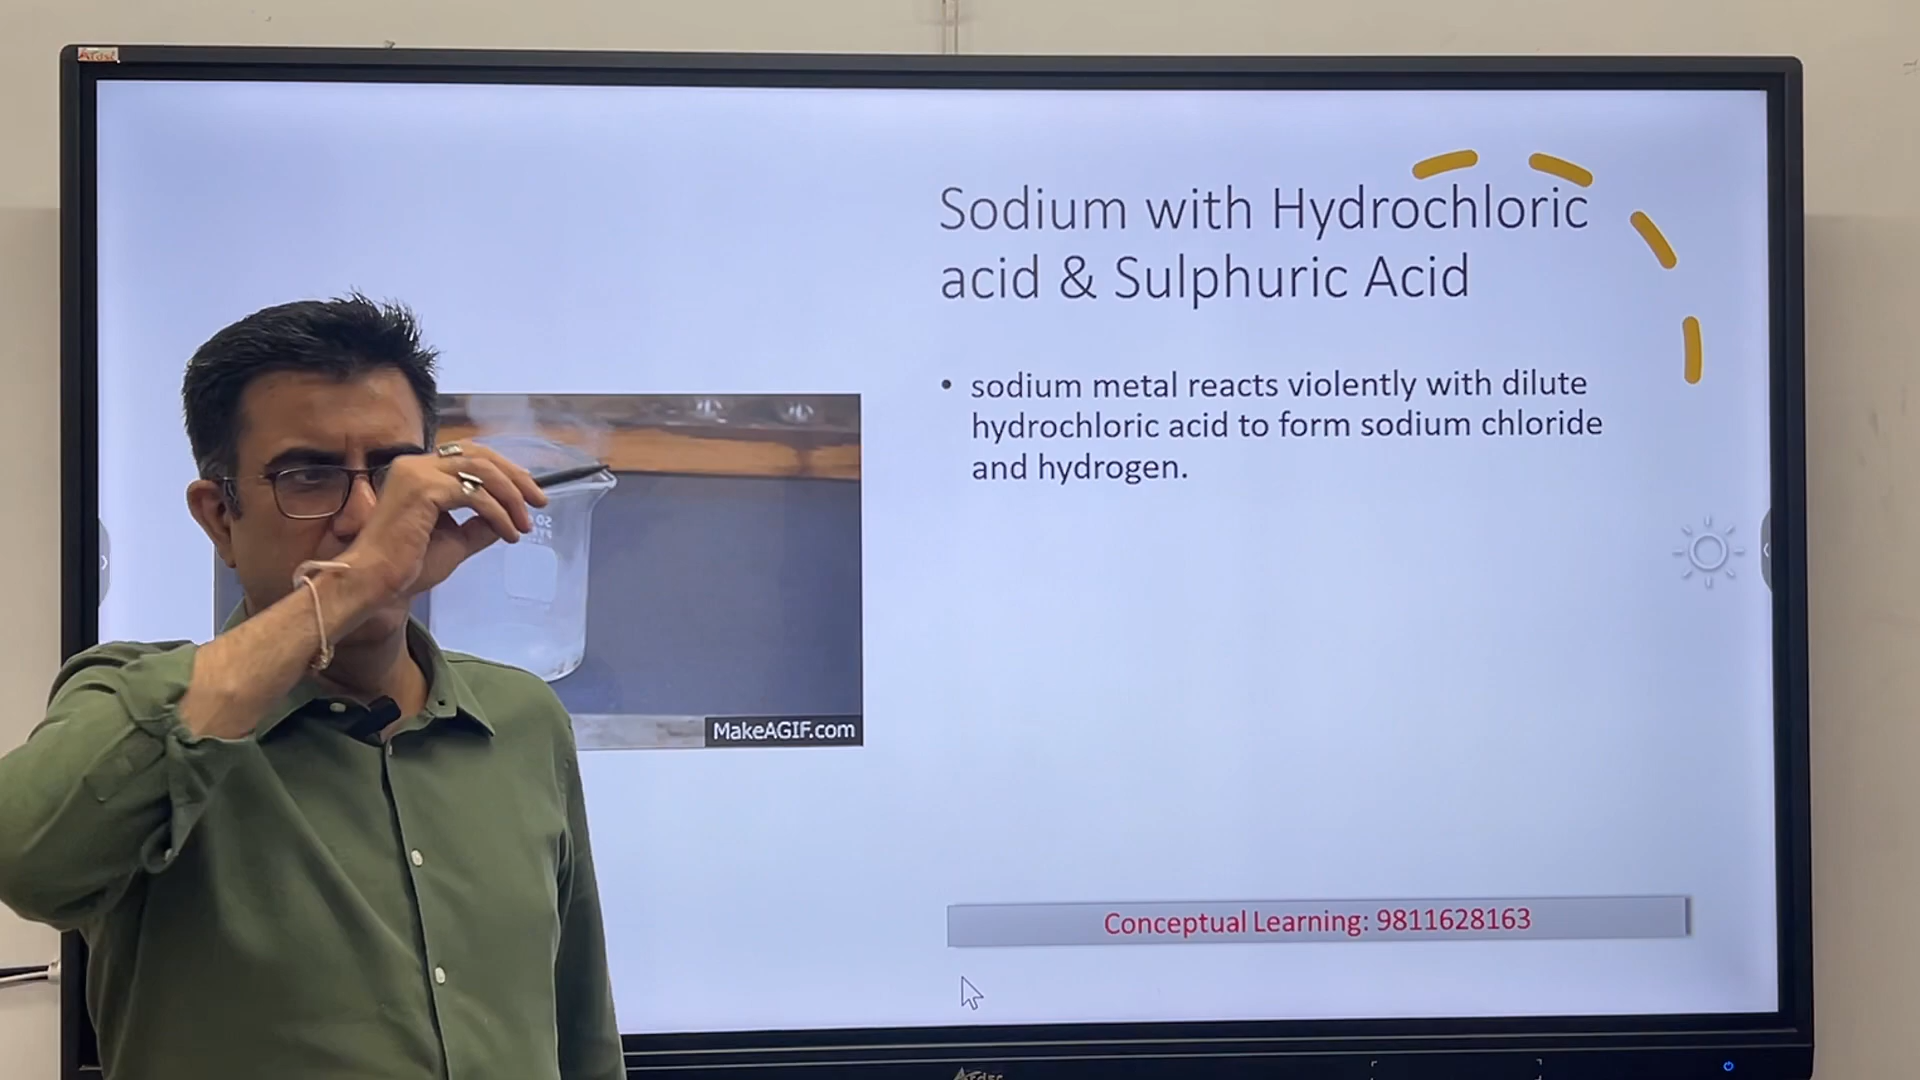 Ardsc
Sodium with Hydrochloric
acid & Sulphuric Acid
• sodium metal reacts violently with dilute
hydrochloric acid to form sodium chloride
and hydrogen.
MakeAGIF.com
Conceptual Learning: 9811628163